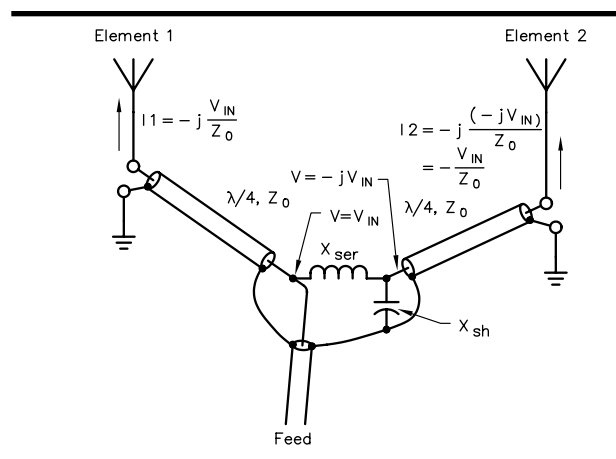 Element 1
Element 2
I1 = - j V_IN / Z_0
I2 = - j (-jV_IN) / Z_0
= - V_IN / Z_0
V = - jV_IN
λ/4, Z_0
V = V_IN
λ/4, Z_0
X_ser
X_sh
Feed